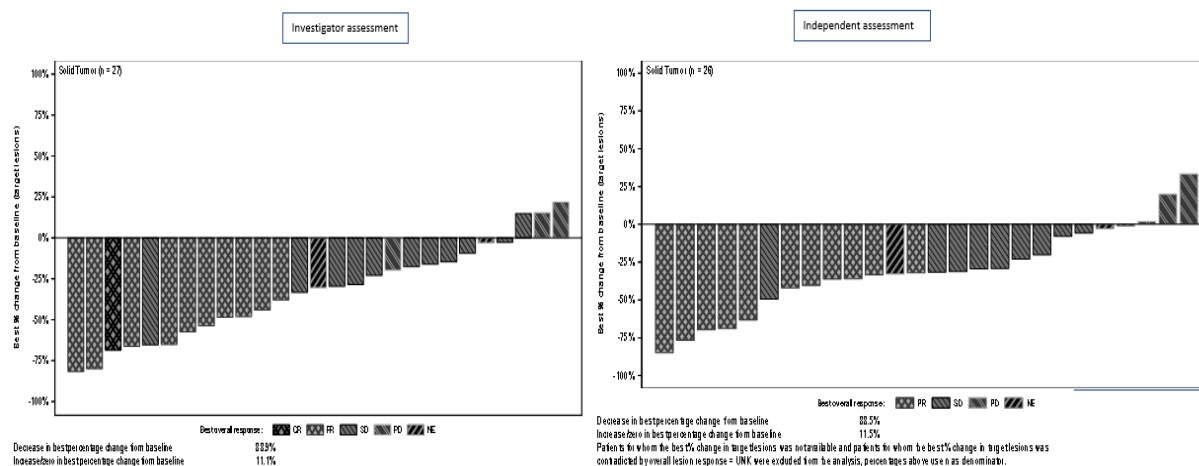 Investigator assessment
Independent assessment
Solid Tumor (n = 27)
100%
75%
50%
25%
0%
-25%
-50%
-75%
-100%
Best % change from baseline (target lesions)
Best overall response: CR PR SD PD NE
Decrease in best percentage change from baseline 88.9%
Increase/zero in best percentage change from baseline 11.1%
Solid Tumor (n = 26)
100%
75%
50%
25%
0%
-25%
-50%
-75%
-100%
Best % change from baseline (target lesions)
Best overall response: PR SD PD NE
Decrease in best percentage change from baseline 88.5%
Increase/zero in best percentage change from baseline 11.5%
Patients for whom the best % change in target lesions was not available and patients for whom the best % change in target lesions was
contradicted by overall lesion response = UNK were excluded from the analysis, percentages above use n as denominator.